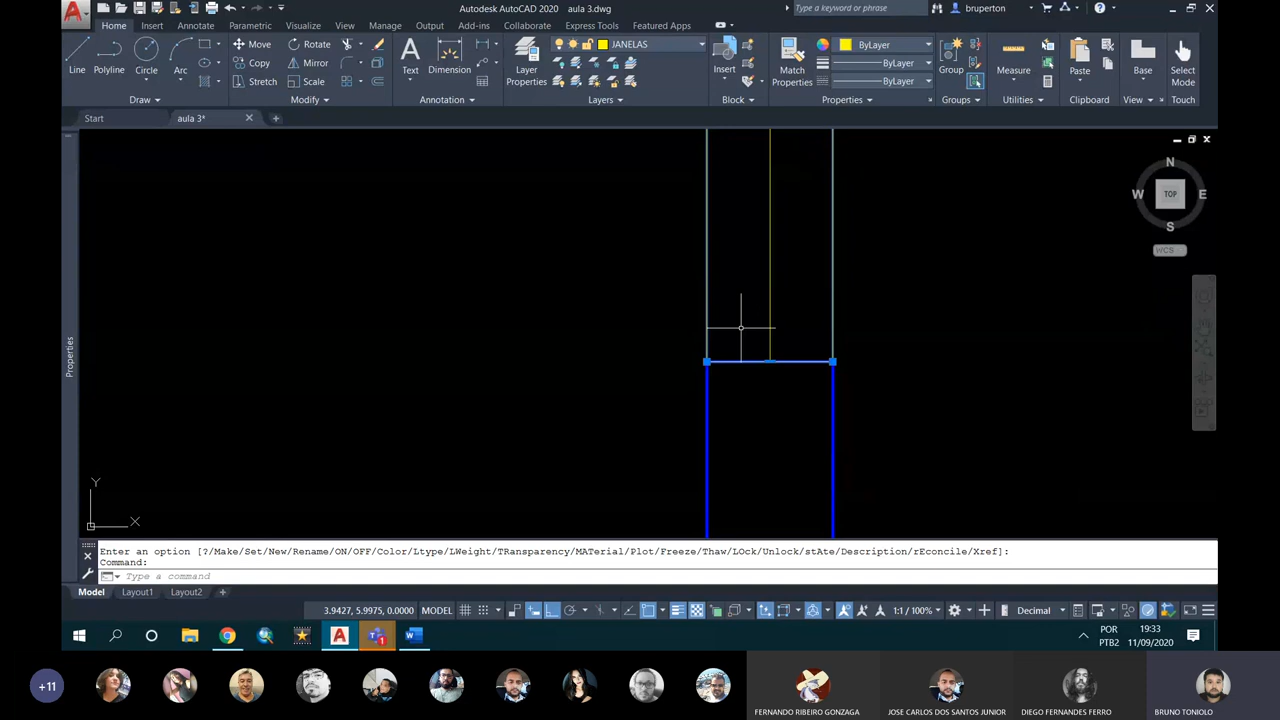 Autodesk AutoCAD 2020 aula 3.dwg
Type a keyword or phrase
bruperton
Home Insert Annotate Parametric Visualize View Manage Output Add-ins Express Tools Featured Apps
Line
Polyline
Circle
Arc
Move
Copy
Stretch
Rotate
Mirror
Scale
Text
Dimension
Layer
Properties
JANELAS
Insert
Match
Properties
ByLayer
ByLayer
ByLayer
Group
Measure
Paste
Base
Select
Mode
Draw Modify Annotation Layers Block Properties Groups Utilities Clipboard View Touch
Start
aula 3*
N
W TOP E
S
WCS
Properties
Y
X
Enter an option [?/Make/Set/New/Rename/ON/OFF/Color/Ltype/LWeight/TRansparency/MATerial/Plot/Freeze/Thaw/LOck/Unlock/stAte/Description/rEconcile/Xref]:
Command:
Type a command
Model Layout1 Layout2
3.9427, 5.9975, 0.0000 MODEL
1:1 / 100%
Decimal
W
1
POR
PTB2
19:33
11/09/2020
+11
FERNANDO RIBEIRO GONZAGA
JOSE CARLOS DOS SANTOS JUNIOR
DIEGO FERNANDES FERRO
BRUNO TONIOLO